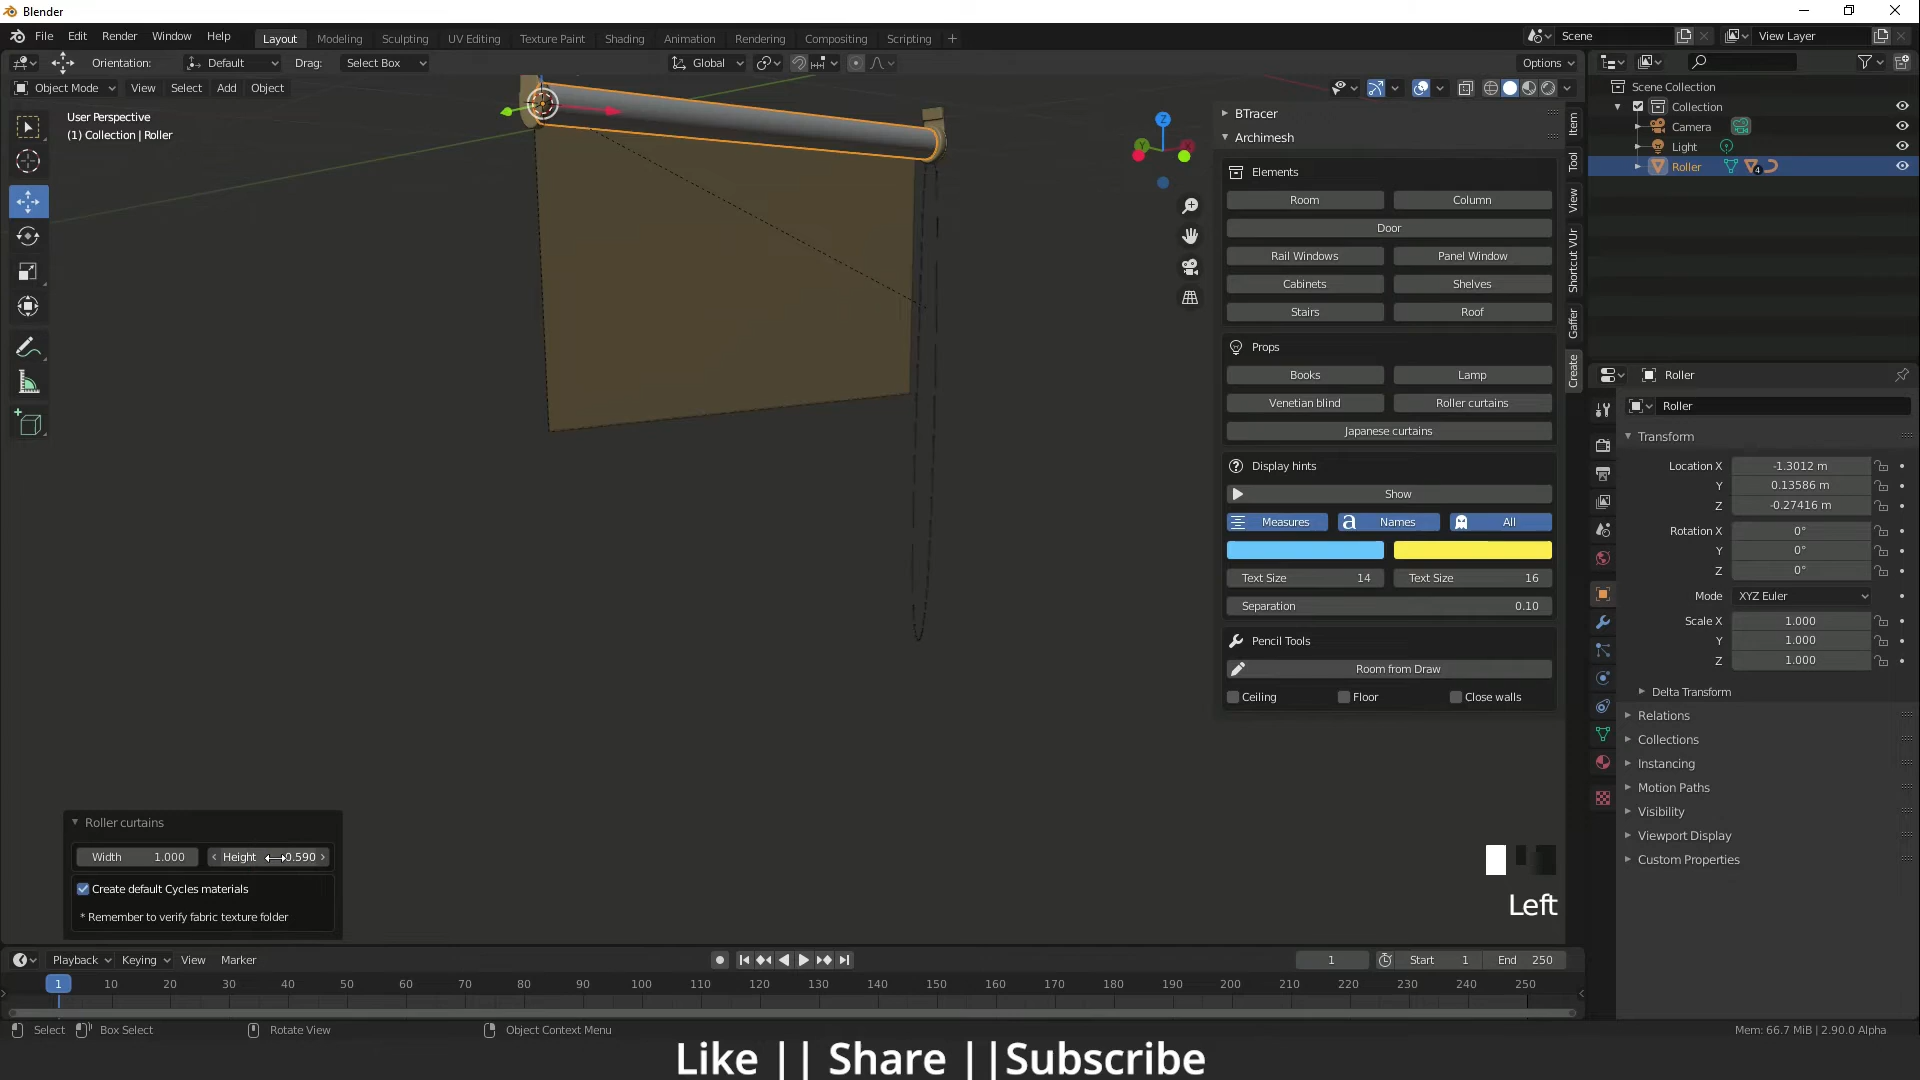 Blender
File Edit Render Window Help
Layout Modeling Sculpting UV Editing Texture Paint Shading Animation Rendering Compositing Scripting +
Scene
View Layer
Orientation: Default Drag: Select Box
Global
Options
Object Mode View Select Add Object
User Perspective
(1) Collection | Roller
BTracer
Archimesh
Elements
Room Column
Door
Rail Windows Panel Window
Cabinets Shelves
Stairs Roof
Props
Books Lamp
Venetian blind Roller curtains
Japanese curtains
Display hints
Show
Measures Names All
Text Size 14 Text Size 16
Separation 0.10
Pencil Tools
Room from Draw
Ceiling Floor Close walls
Item
Tool
View
Shortcut VUr
Gaffer
Create
Scene Collection
Collection
Camera
Light
Roller
4
Roller
Roller
Transform
Location X -1.3012 m
Y 0.13586 m
Z -0.27416 m
Rotation X 0°
Y 0°
Z 0°
Mode XYZ Euler
Scale X 1.000
Y 1.000
Z 1.000
Delta Transform
Relations
Collections
Instancing
Motion Paths
Visibility
Viewport Display
Custom Properties
Roller curtains
Width 1.000 Height 0.590
Create default Cycles materials
* Remember to verify fabric texture folder
Left
Playback Keying View Marker
1 Start 1 End 250
1 10 20 30 40 50 60 70 80 90 100 110 120 130 140 150 160 170 180 190 200 210 220 230 240 250
Select Box Select Rotate View Object Context Menu
Mem: 66.7 MiB | 2.90.0 Alpha
Like || Share ||Subscribe